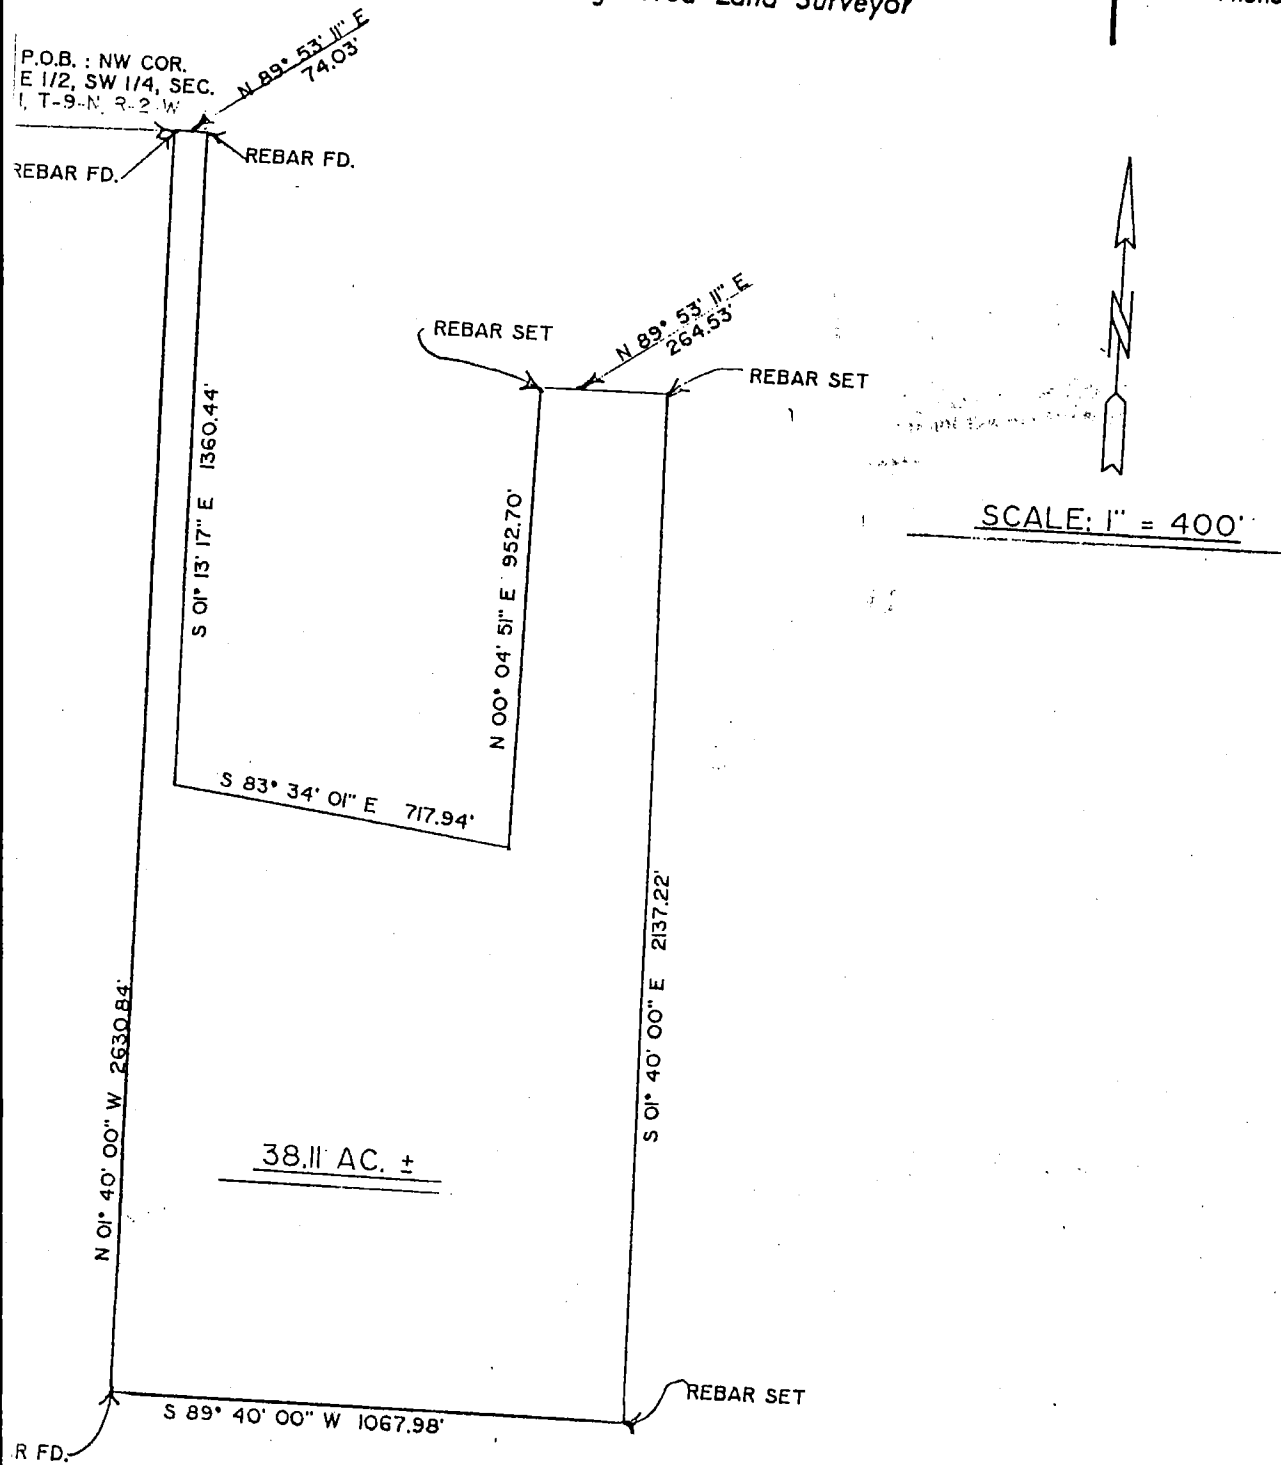 Land Surveyor
P.O.B. : NW COR.
E 1/2, SW 1/4, SEC.
1, T-9-N, R-2-W
N 89° 53' 11" E
74.03'
REBAR FD.
REBAR FD.
REBAR SET
N 89° 53' 11" E
264.53'
REBAR SET
S 01° 13' 17" E 1360.44'
N 00° 04' 51" E 952.70'
N
SCALE: 1" = 400'
S 83° 34' 01" E 717.94'
N 01° 40' 00" W 2630.84'
S 01° 40' 00" E 2137.22'
38.11 AC. ±
S 89° 40' 00" W 1067.98'
REBAR SET
R FD.